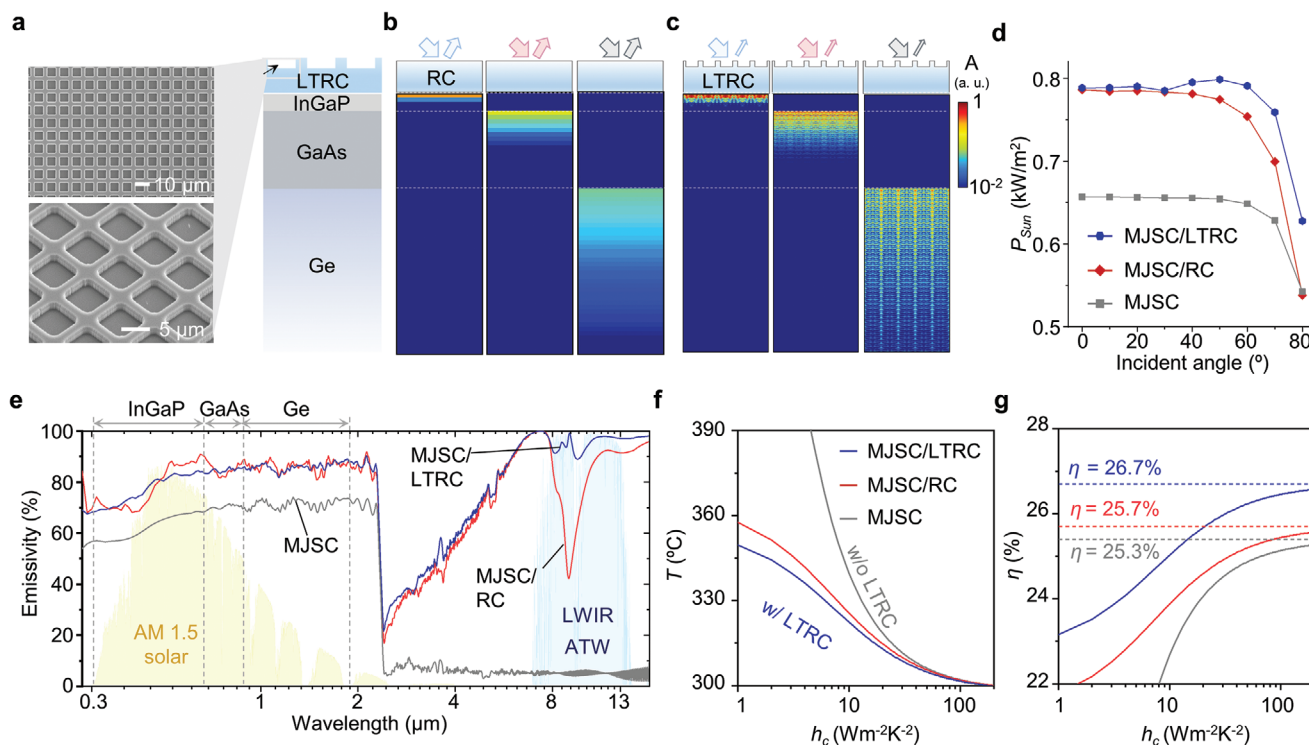 a
LTRC
InGaP
GaAs
Ge
10 μm
5 μm
b
RC
c
LTRC
A
(a. u.)
1
10⁻²
d
0.8
0.7
0.6
0.5
P_Sun (kW/m²)
MJSC/LTRC
MJSC/RC
MJSC
0 20 40 60 80
Incident angle (º)
e
InGaP GaAs Ge
100
80
60
40
20
0
Emissivity (%)
MJSC/
LTRC
MJSC
MJSC/
RC
AM 1.5
solar
LWIR
ATW
0.3 1 2 4 8 13
Wavelength (μm)
f
390
360
330
300
T (ºC)
MJSC/LTRC
MJSC/RC
MJSC
w/o LTRC
w/ LTRC
1 10 100
h_c (Wm⁻²K⁻²)
g
28
26
24
22
η (%)
η = 26.7%
η = 25.7%
η = 25.3%
1 10 100
h_c (Wm⁻²K⁻²)